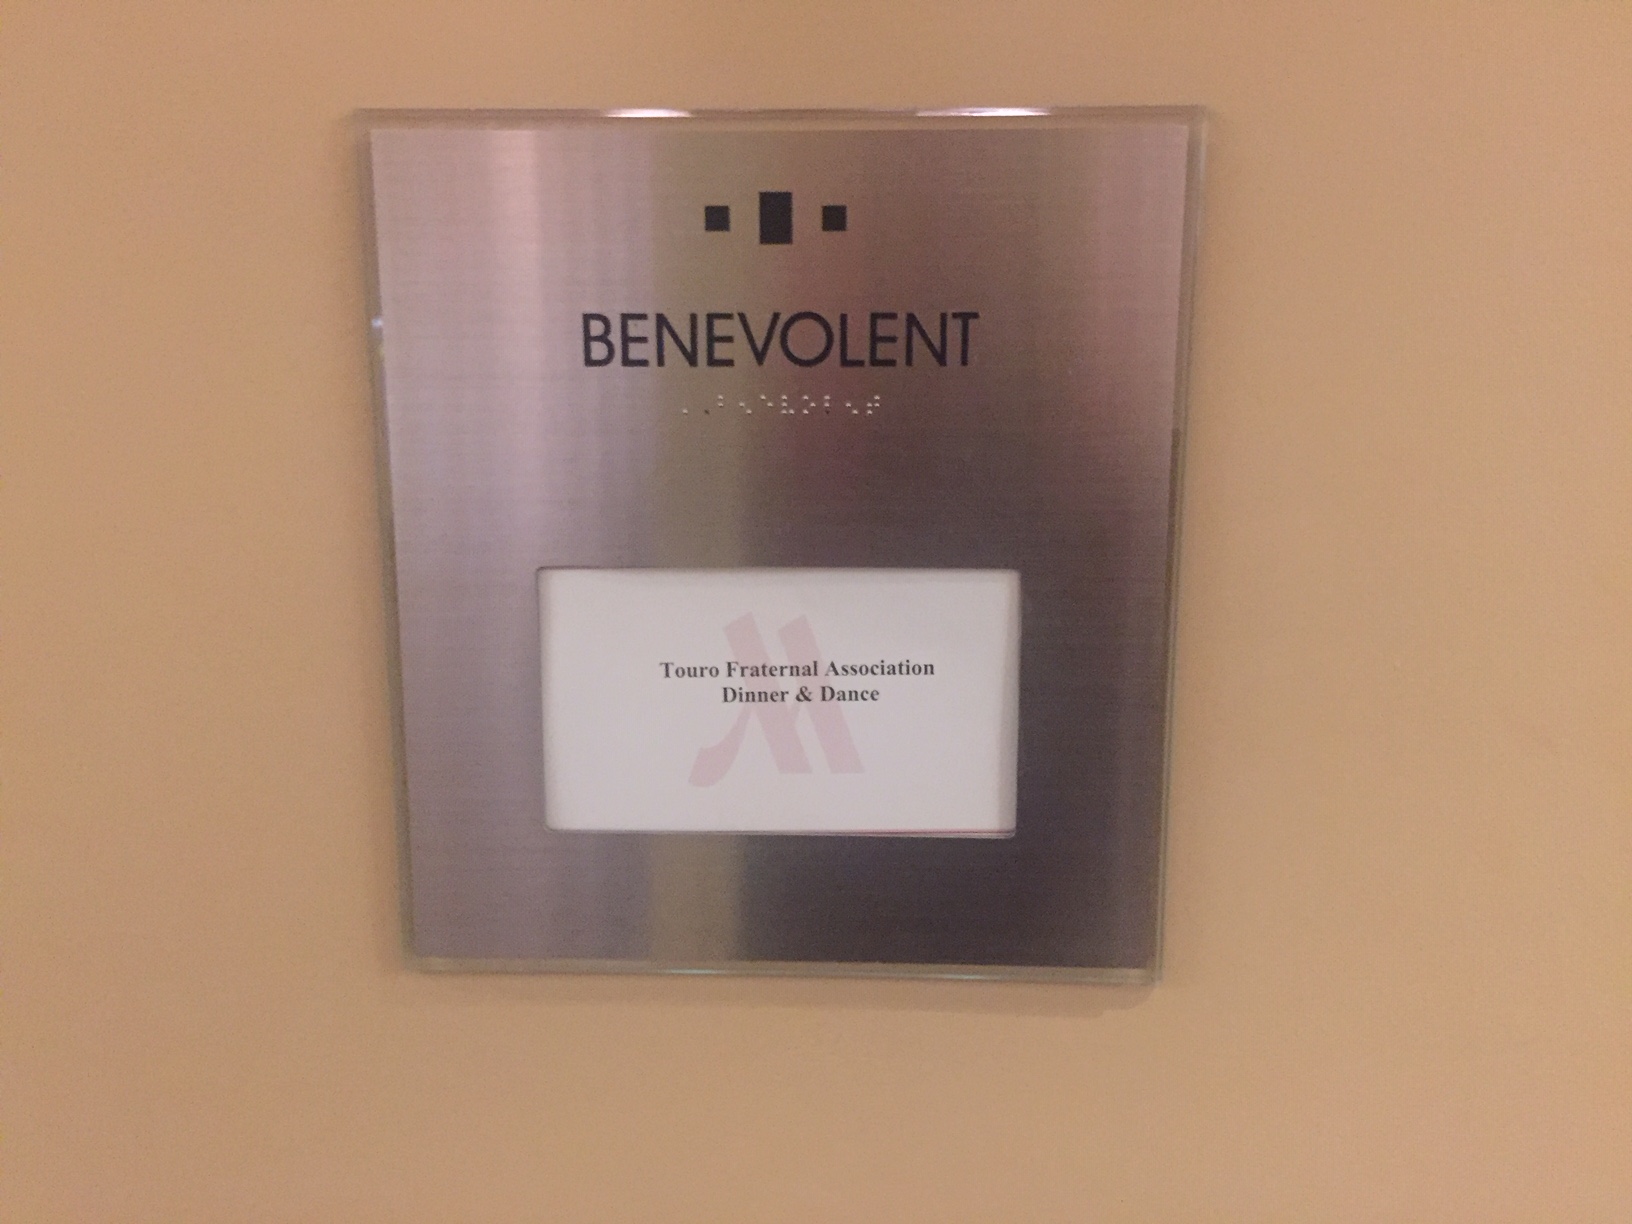 BENEVOLENT
Touro Fraternal Association
Dinner & Dance